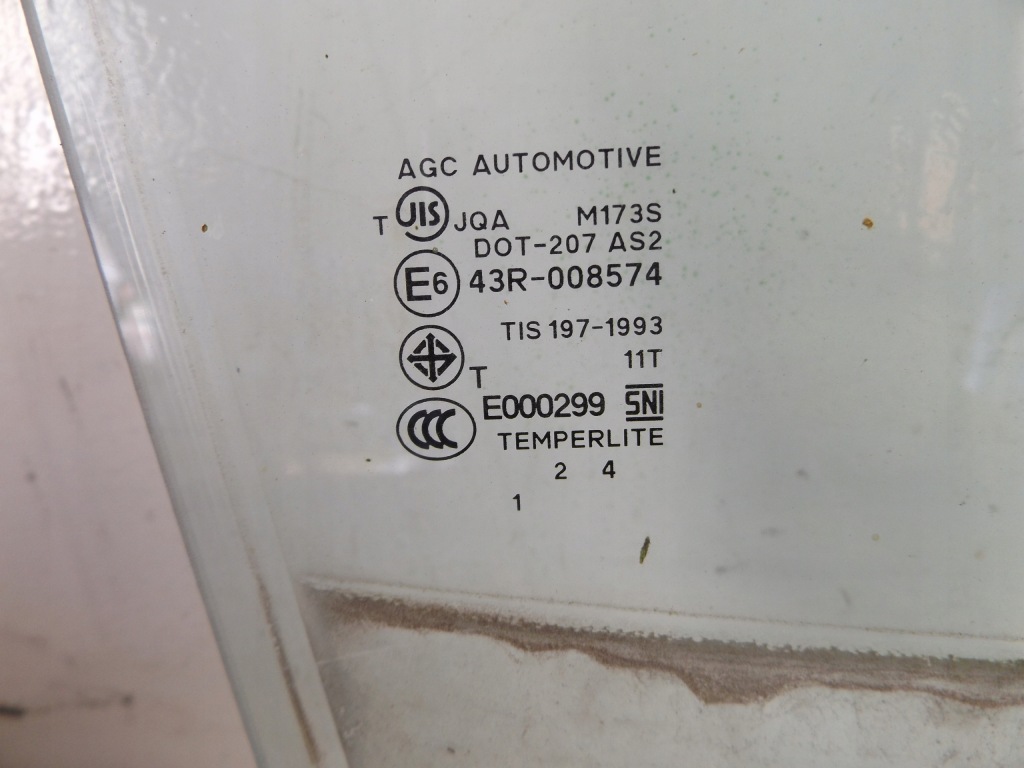 AGC AUTOMOTIVE
T JIS JQA M173S
DOT-207 AS2
E6 43R-008574
TIS 197-1993
T 11T
CCC E000299 SNI
TEMPERLITE
2 4
1